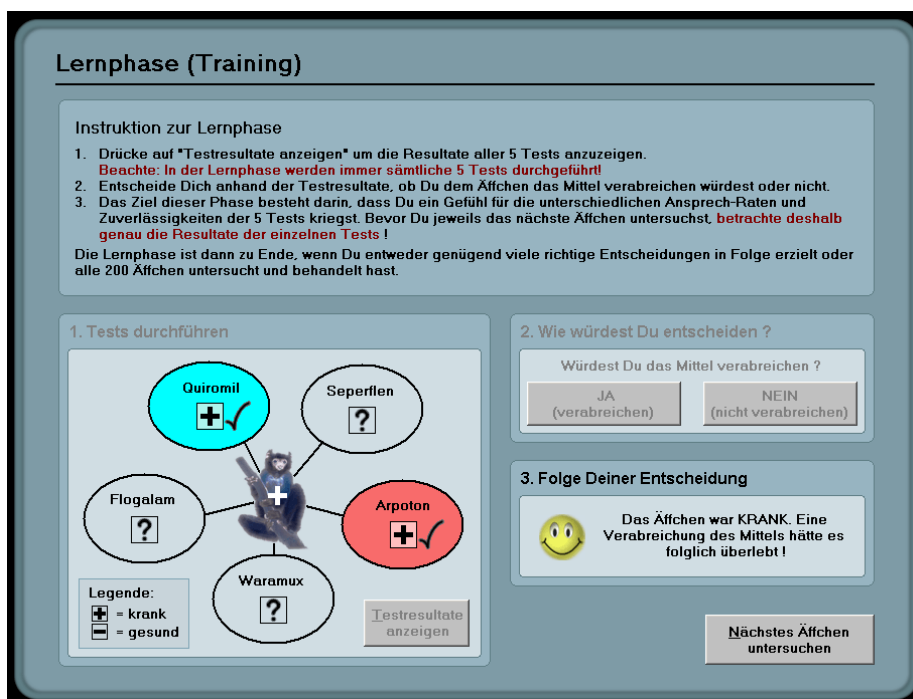 Lernphase (Training)
Instruktion zur Lernphase
1. Drücke auf "Testresultate anzeigen" um die Resultate aller 5 Tests anzuzeigen.
Beachte: In der Lernphase werden immer sämtliche 5 Tests durchgeführt!
2. Entscheide Dich anhand der Testresultate, ob Du dem Äffchen das Mittel verabreichen würdest oder nicht.
3. Das Ziel dieser Phase besteht darin, dass Du ein Gefühl für die unterschiedlichen Ansprech-Raten und
Zuverlässigkeiten der 5 Tests kriegst. Bevor Du jeweils das nächste Äffchen untersuchst, betrachte deshalb
genau die Resultate der einzelnen Tests !
Die Lernphase ist dann zu Ende, wenn Du entweder genügend viele richtige Entscheidungen in Folge erzielt oder
alle 200 Äffchen untersucht und behandelt hast.
1. Tests durchführen
Quiromil
+
Seperflen
?
Flogalam
?
+
Arpoton
+
Waramux
?
Legende:
+ = krank
− = gesund
Testresultate
anzeigen
2. Wie würdest Du entscheiden ?
Würdest Du das Mittel verabreichen ?
JA
(verabreichen)
NEIN
(nicht verabreichen)
3. Folge Deiner Entscheidung
Das Äffchen war KRANK. Eine
Verabreichung des Mittels hätte es
folglich überlebt !
Nächstes Äffchen
untersuchen